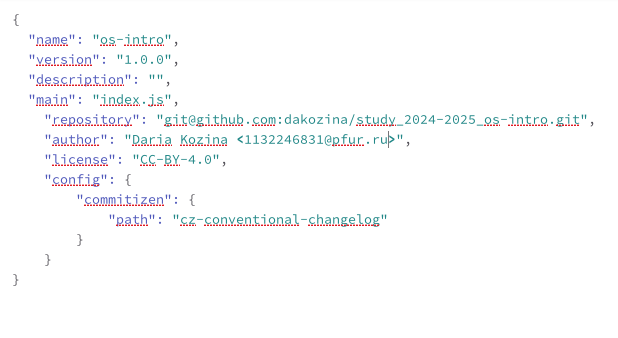 {
  "name": "os-intro",
  "version": "1.0.0",
  "description": "",
  "main": "index.js",
    "repository": "git@github.com:dakozina/study_2024-2025_os-intro.git",
    "author": "Daria Kozina <1132246831@pfur.ru>",
    "license": "CC-BY-4.0",
    "config": {
        "commitizen": {
            "path": "cz-conventional-changelog"
        }
    }
}